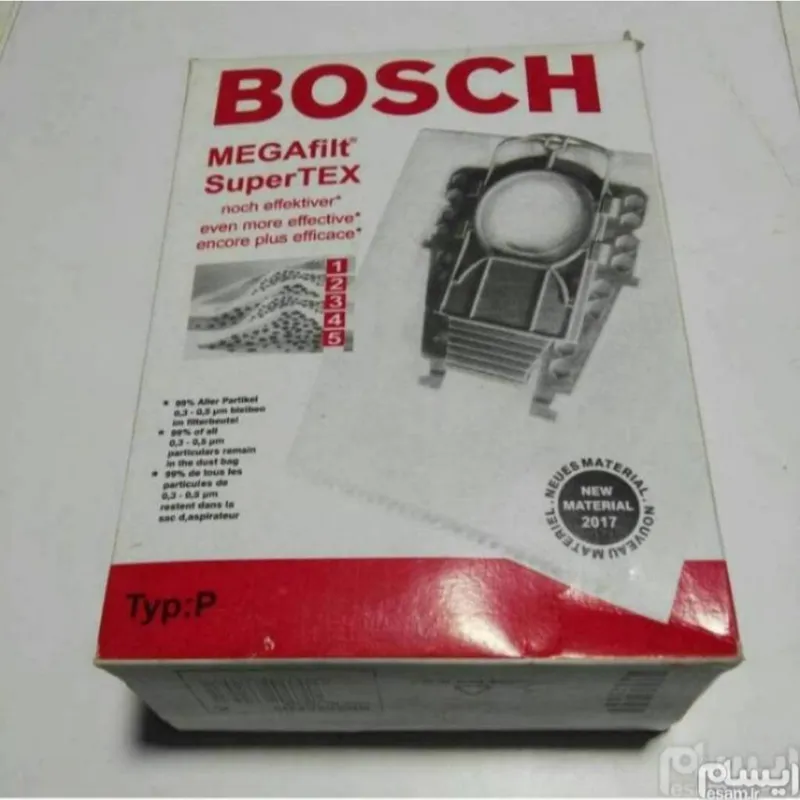 BOSCH
MEGAfilt®
SuperTEX
noch effektiver*
even more effective*
encore plus efficace*
1
2
3
4
5
* 99% Aller Partikel
0,3 - 0,5 µm bleiben
im filterbeutel
* 99% of all
0,3 - 0,5 µm
particulars remain
in the dust bag
* 99% de tous les
particules de
0,3 - 0,5 µm
restent dans la
sac d,aspirateur
NEUES MATERIAL - NOUVEAU MATERIEL -
NEW
MATERIAL
2017
Typ:P
ایسام
esam.ir